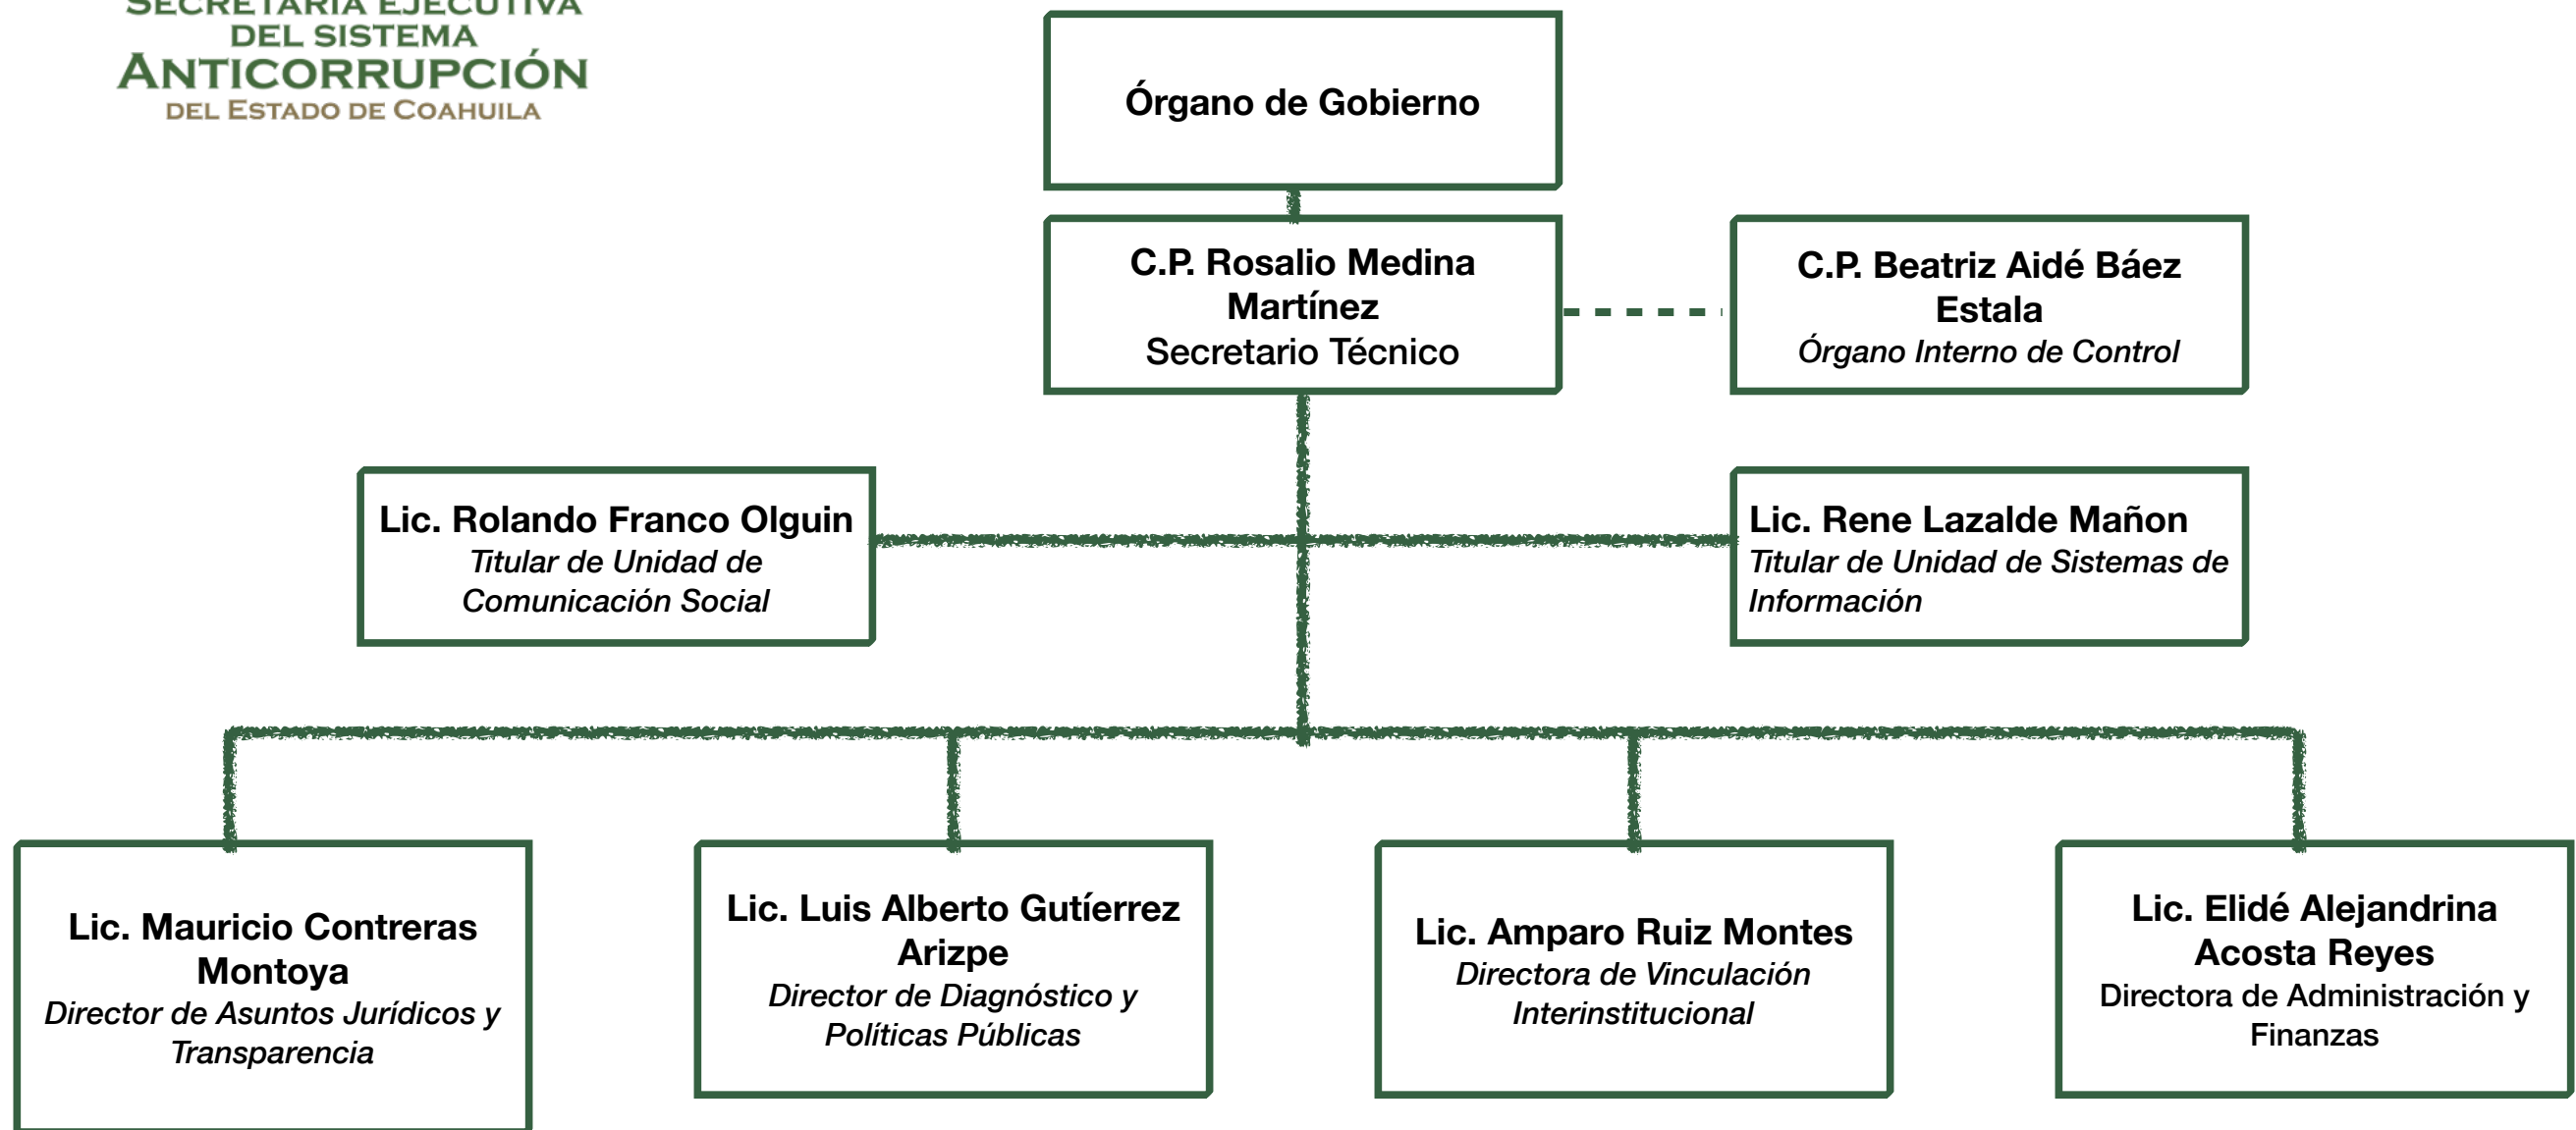 SECRETARÍA EJECUTIVA
DEL SISTEMA
ANTICORRUPCIÓN
DEL ESTADO DE COAHUILA
Órgano de Gobierno
C.P. Rosalio Medina
Martínez
Secretario Técnico
C.P. Beatriz Aidé Báez
Estala
Órgano Interno de Control
Lic. Rolando Franco Olguin
Titular de Unidad de
Comunicación Social
Lic. Rene Lazalde Mañon
Titular de Unidad de Sistemas de
Información
Lic. Mauricio Contreras
Montoya
Director de Asuntos Jurídicos y
Transparencia
Lic. Luis Alberto Gutíerrez
Arizpe
Director de Diagnóstico y
Políticas Públicas
Lic. Amparo Ruiz Montes
Directora de Vinculación
Interinstitucional
Lic. Elidé Alejandrina
Acosta Reyes
Directora de Administración y
Finanzas